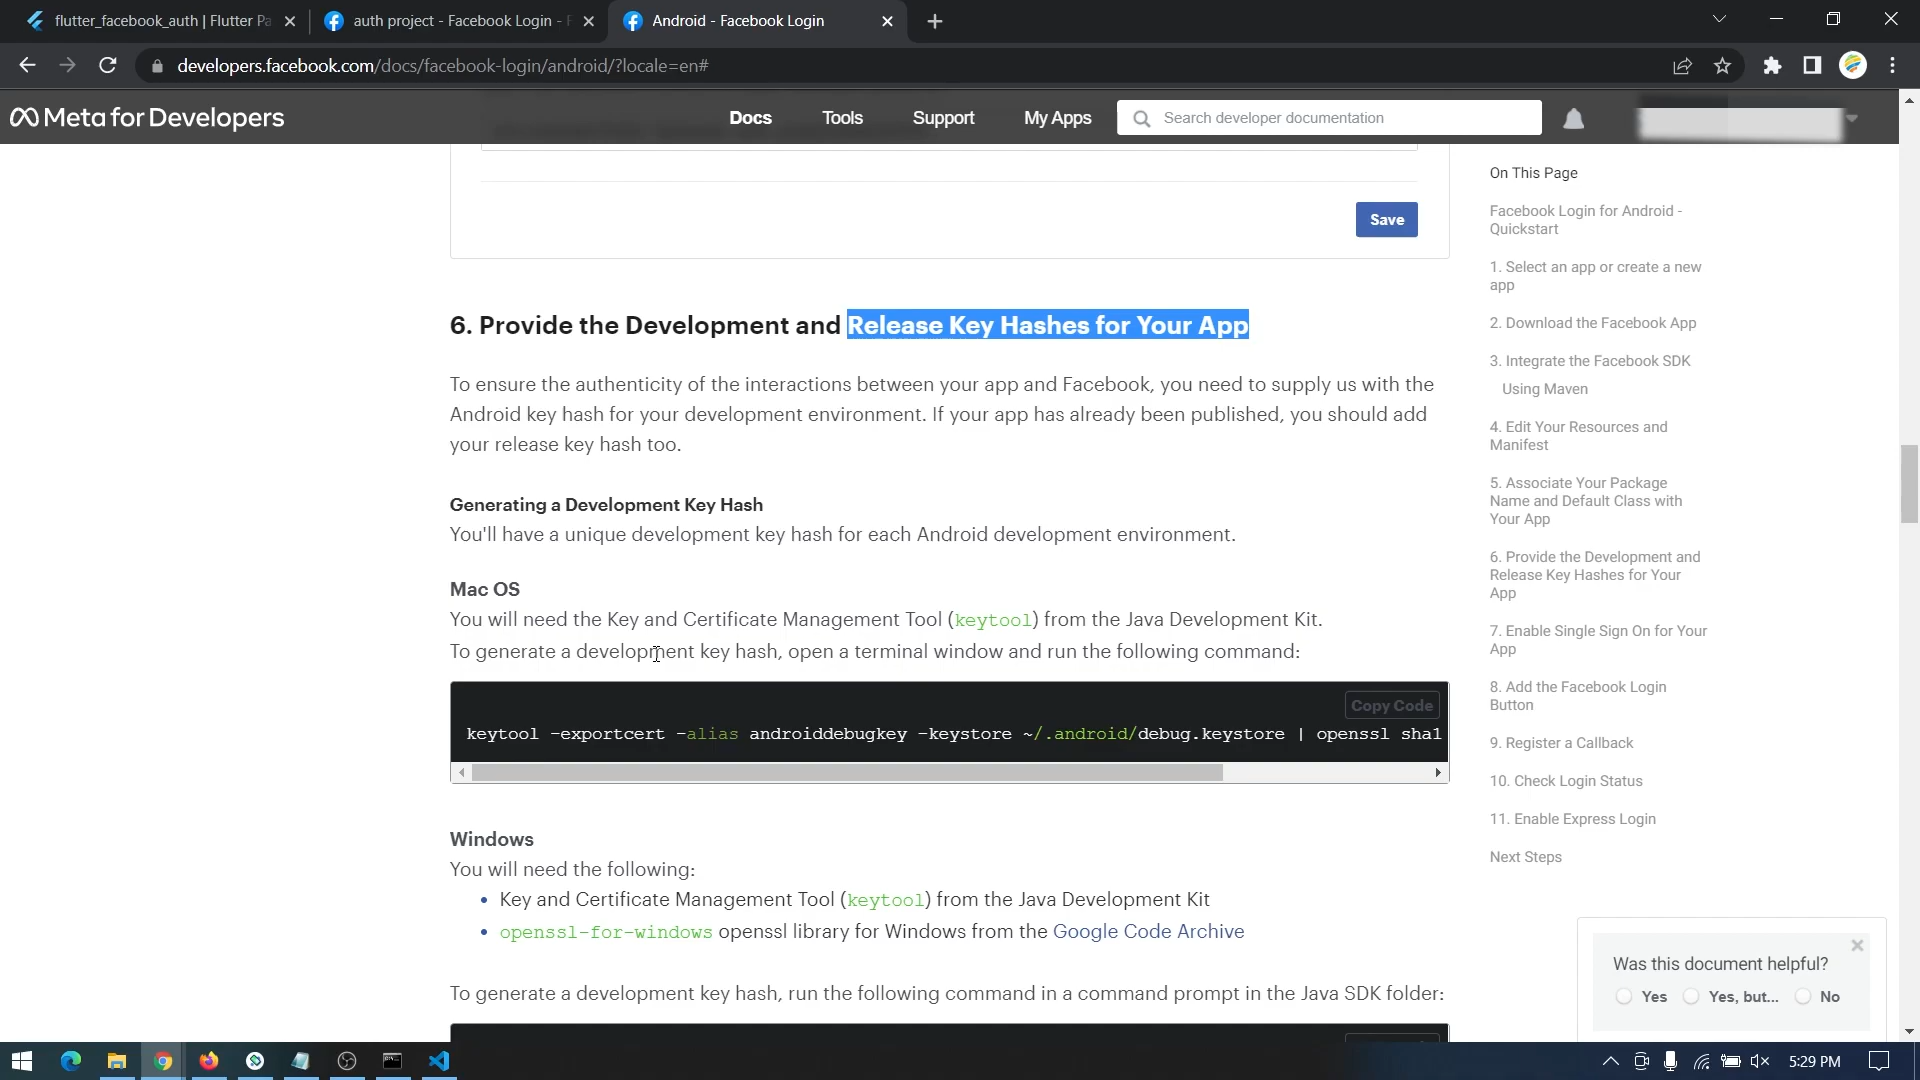 flutter_facebook_auth | Flutter Pa
auth project - Facebook Login - F
Android - Facebook Login
developers.facebook.com/docs/facebook-login/android/?locale=en#
Meta for Developers
Docs
Tools
Support
My Apps
Search developer documentation
Save
6. Provide the Development and Release Key Hashes for Your App
To ensure the authenticity of the interactions between your app and Facebook, you need to supply us with the
Android key hash for your development environment. If your app has already been published, you should add
your release key hash too.
Generating a Development Key Hash
You'll have a unique development key hash for each Android development environment.
Mac OS
You will need the Key and Certificate Management Tool (keytool) from the Java Development Kit.
To generate a development key hash, open a terminal window and run the following command:
Copy Code
keytool -exportcert -alias androiddebugkey -keystore ~/.android/debug.keystore | openssl sha1
Windows
You will need the following:
• Key and Certificate Management Tool (keytool) from the Java Development Kit
• openssl-for-windows openssl library for Windows from the Google Code Archive
To generate a development key hash, run the following command in a command prompt in the Java SDK folder:
On This Page
Facebook Login for Android -
Quickstart
1. Select an app or create a new
app
2. Download the Facebook App
3. Integrate the Facebook SDK
Using Maven
4. Edit Your Resources and
Manifest
5. Associate Your Package
Name and Default Class with
Your App
6. Provide the Development and
Release Key Hashes for Your
App
7. Enable Single Sign On for Your
App
8. Add the Facebook Login
Button
9. Register a Callback
10. Check Login Status
11. Enable Express Login
Next Steps
Was this document helpful?
Yes
Yes, but...
No
5:29 PM